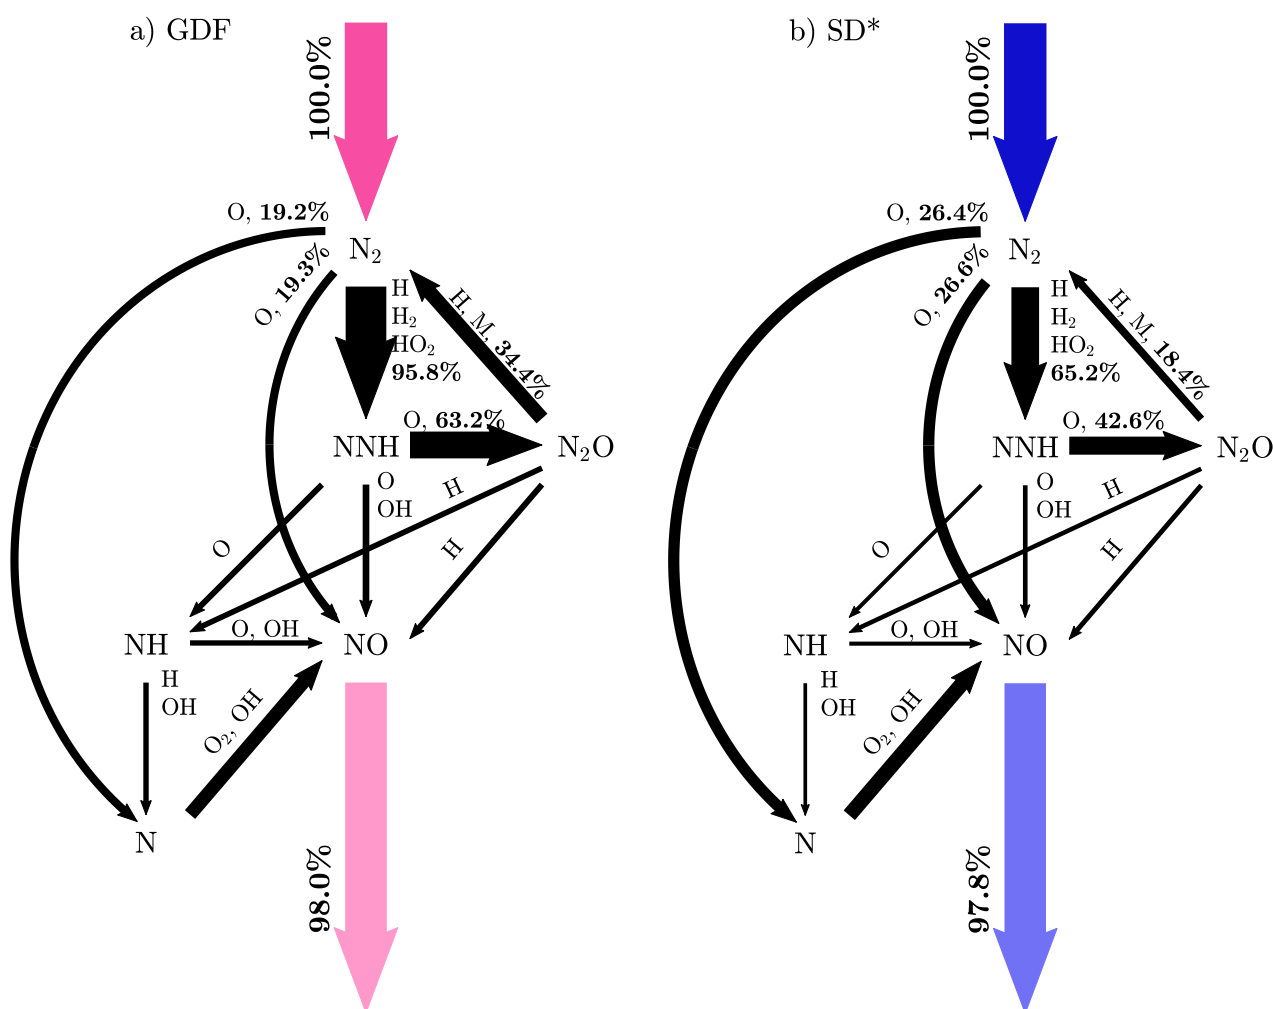 a) GDF
100.0%
O, 19.2%
N₂
O, 19.3%
H
H₂
HO₂
95.8%
H, M, 34.4%
O, 63.2%
NNH
N₂O
O
OH
H
O
H
NH
O, OH
NO
H
OH
O₂, OH
N
98.0%
b) SD*
100.0%
O, 26.4%
N₂
O, 26.6%
H
H₂
HO₂
65.2%
H, M, 18.4%
O, 42.6%
NNH
N₂O
O
OH
H
O
H
NH
O, OH
NO
H
OH
O₂, OH
N
97.8%